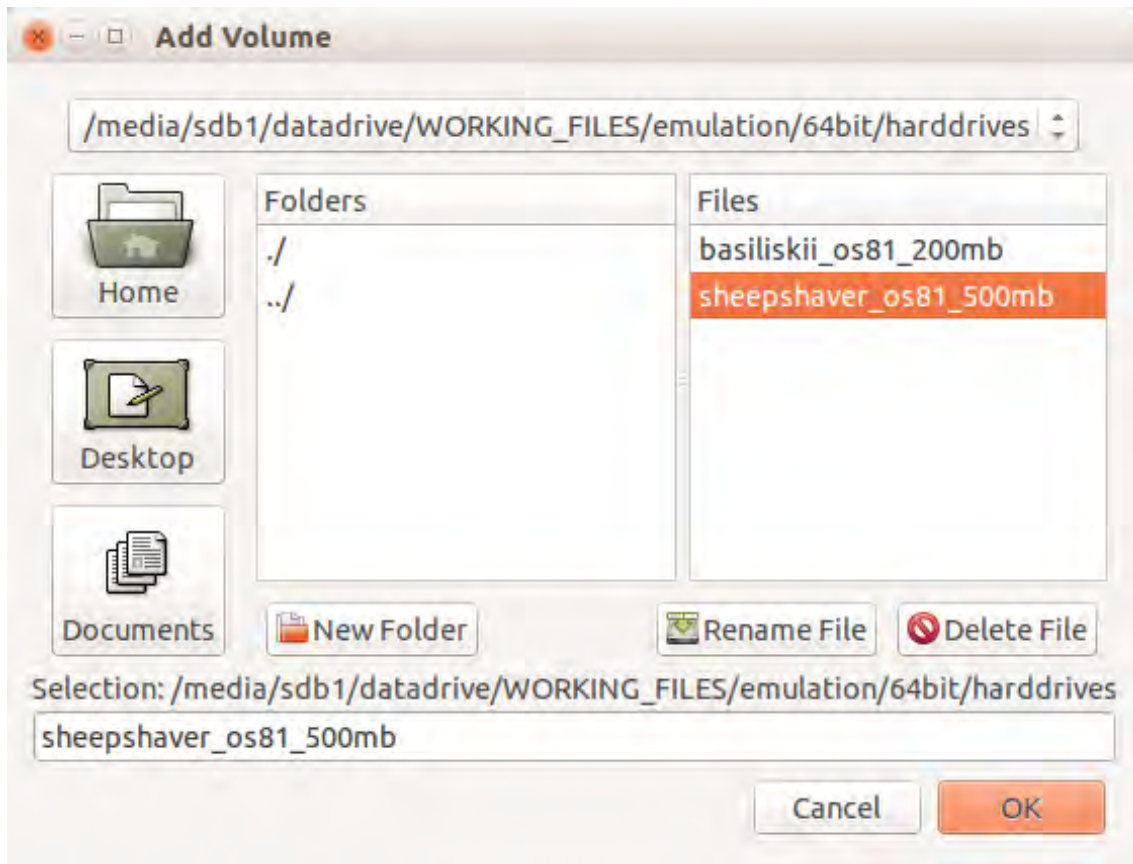 Add Volume
/media/sdb1/datadrive/WORKING_FILES/emulation/64bit/harddrives
Home
Desktop
Documents
Folders
./
../
Files
basiliskii_os81_200mb
sheepshaver_os81_500mb
New Folder
Rename File
Delete File
Selection: /media/sdb1/datadrive/WORKING_FILES/emulation/64bit/harddrives
sheepshaver_os81_500mb
Cancel
OK